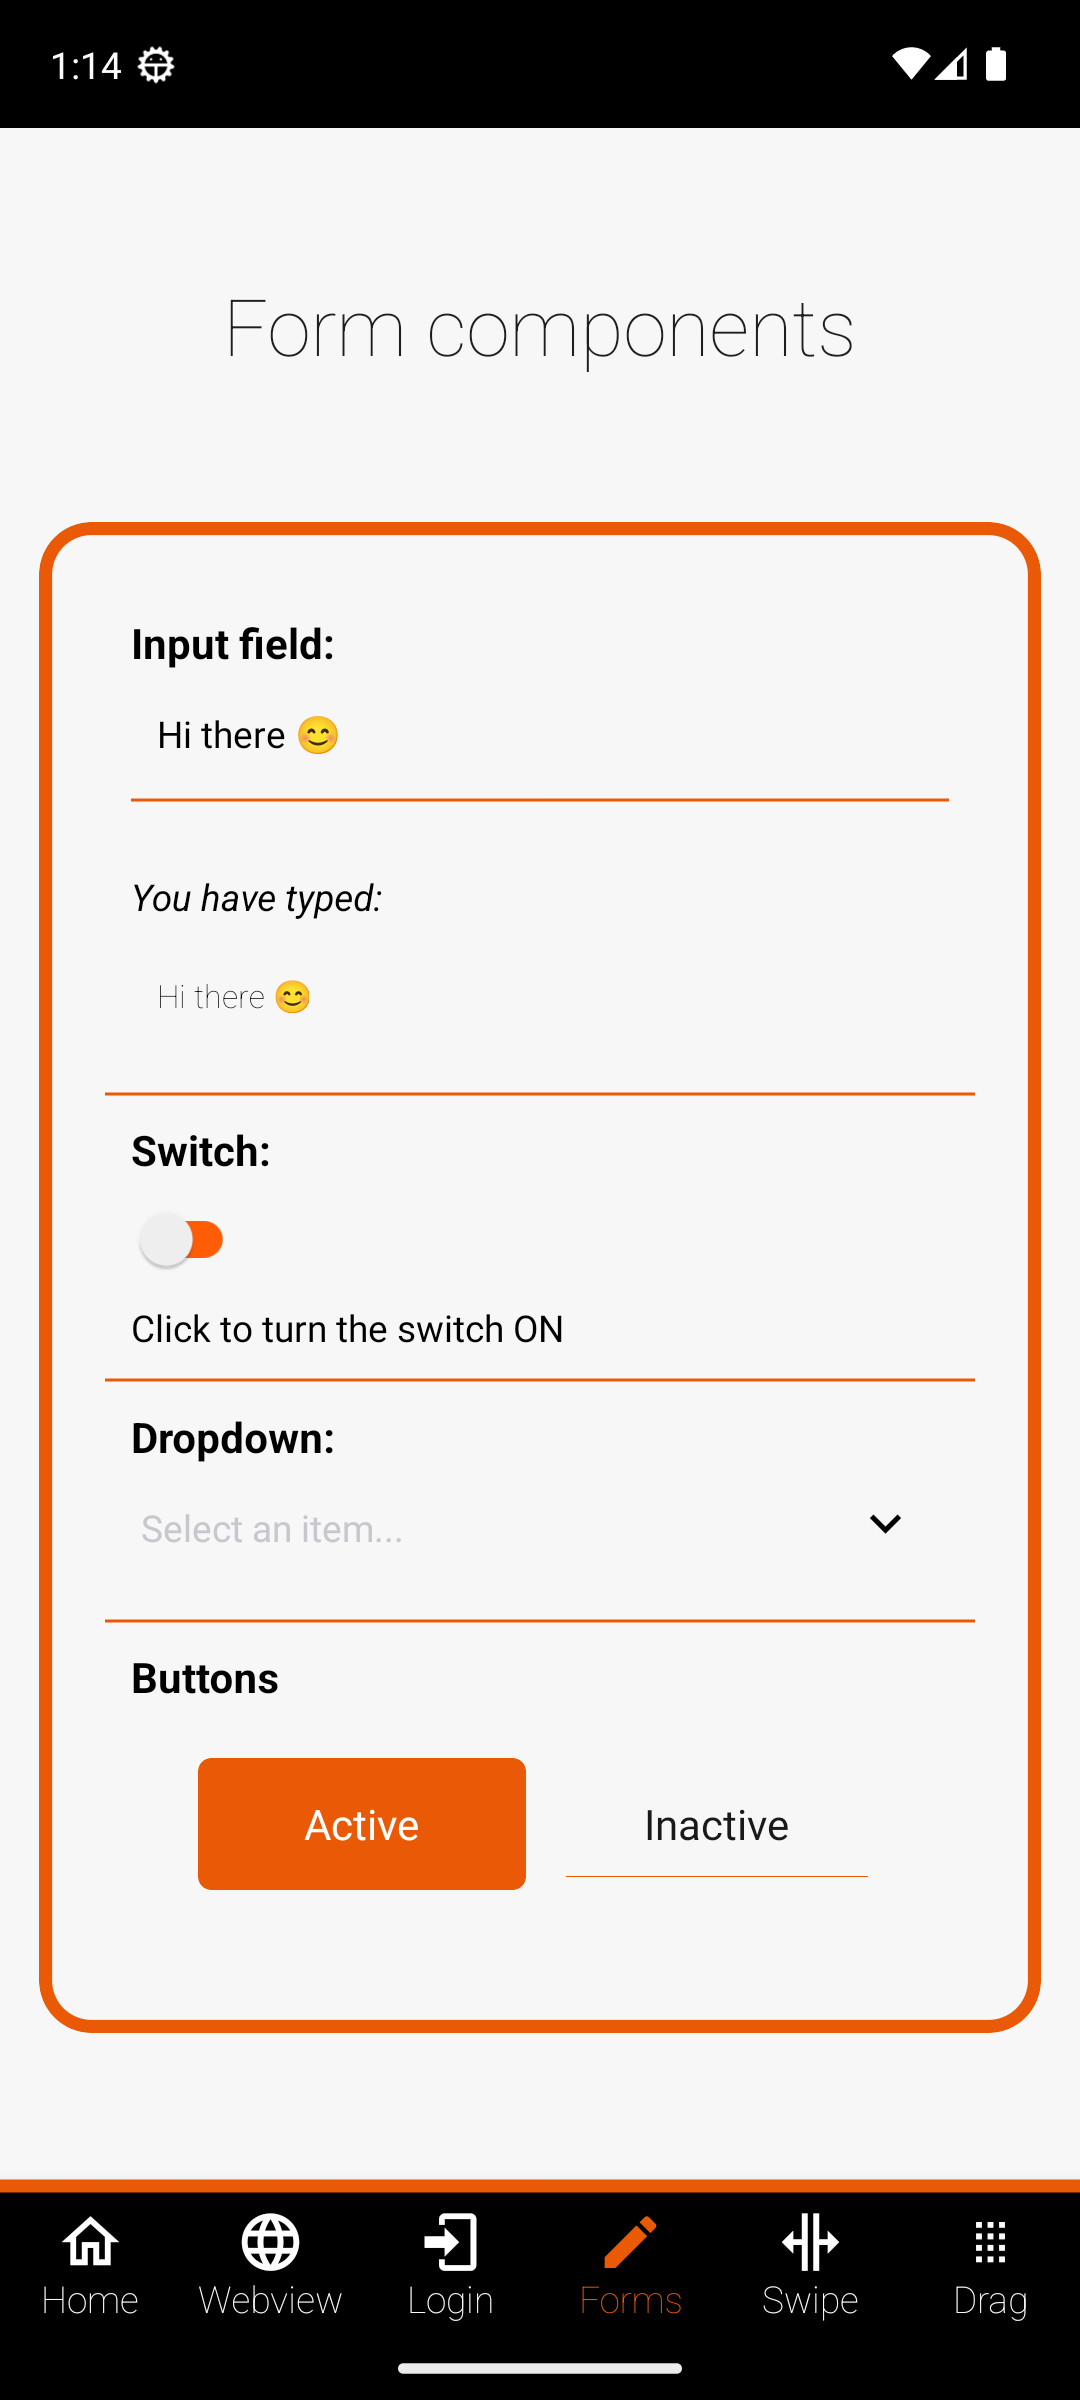 1:14
Form components
Input field:
Hi there 😊
You have typed:
Hi there 😊
Switch:
Click to turn the switch ON
Dropdown:
Select an item...
Buttons
Active Inactive
Home Webview Login Forms Swipe Drag